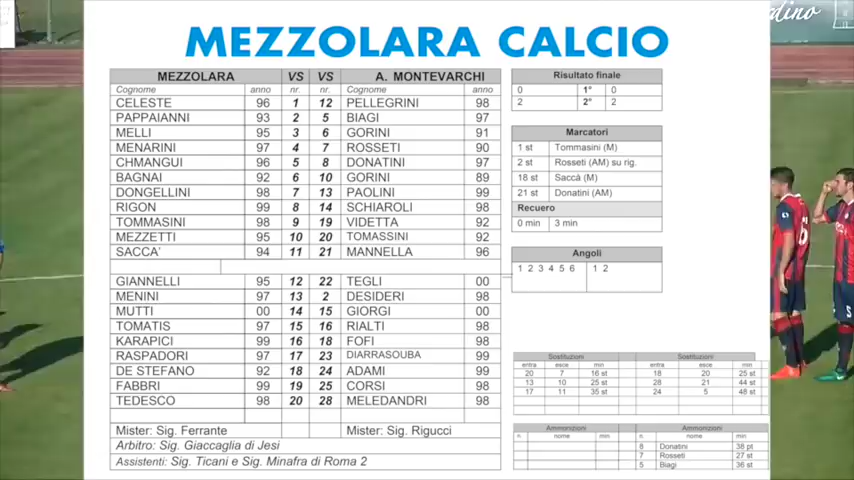 dino
MEZZOLARA CALCIO
MEZZOLARA VS VS A. MONTEVARCHI
Cognome anno nr. nr. Cognome anno
CELESTE 96 1 12 PELLEGRINI 98
PAPPAIANNI 93 2 5 BIAGI 97
MELLI 95 3 6 GORINI 91
MENARINI 97 4 7 ROSSETI 90
CHMANGUI 96 5 8 DONATINI 97
BAGNAI 92 6 10 GORINI 89
DONGELLINI 98 7 13 PAOLINI 99
RIGON 99 8 14 SCHIAROLI 98
TOMMASINI 98 9 19 VIDETTA 92
MEZZETTI 95 10 20 TOMASSINI 92
SACCA' 94 11 21 MANNELLA 96
GIANNELLI 95 12 22 TEGLI 00
MENINI 97 13 2 DESIDERI 98
MUTTI 00 14 15 GIORGI 00
TOMATIS 97 15 16 RIALTI 98
KARAPICI 99 16 18 FOFI 98
RASPADORI 97 17 23 DIARRASOUBA 99
DE STEFANO 92 18 24 ADAMI 99
FABBRI 99 19 25 CORSI 98
TEDESCO 98 20 28 MELEDANDRI 98
Mister: Sig. Ferrante Mister: Sig. Rigucci
Arbitro: Sig. Giaccaglia di Jesi
Assistenti: Sig. Ticani e Sig. Minafra di Roma 2
Risultato finale
0 1° 0
2 2° 2
Marcatori
1 st Tommasini (M)
2 st Rosseti (AM) su rig.
18 st Saccà (M)
21 st Donatini (AM)
Recuero
0 min 3 min
Angoli
1 2 3 4 5 6 1 2
Sostituzioni Sostituzioni
entra esce min entra esce min
20 7 16 st 18 20 25 st
13 10 25 st 28 21 44 st
17 11 35 st 24 5 48 st
Ammonizioni Ammonizioni
n. nome min n. nome min
8 Donatini 38 pt
7 Rosseti 27 st
5 Biagi 36 st